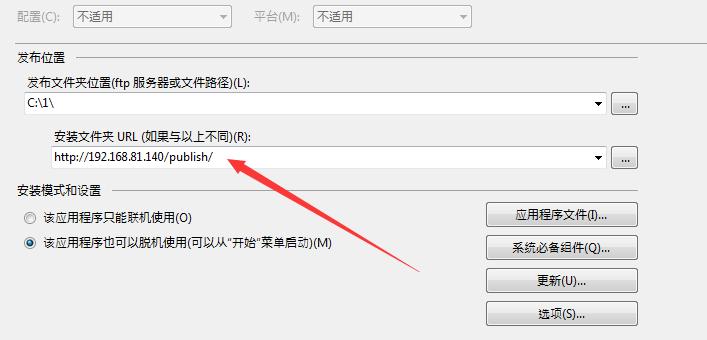 配置(C): 不适用 平台(M): 不适用
发布位置
发布文件夹位置(ftp 服务器或文件路径)(L):
C:\1\ ...
安装文件夹 URL (如果与以上不同)(R):
http://192.168.81.140/publish/ ...
安装模式和设置
该应用程序只能联机使用(O) 应用程序文件(I)...
该应用程序也可以脱机使用(可以从“开始”菜单启动)(M) 系统必备组件(Q)...
更新(U)...
选项(S)...